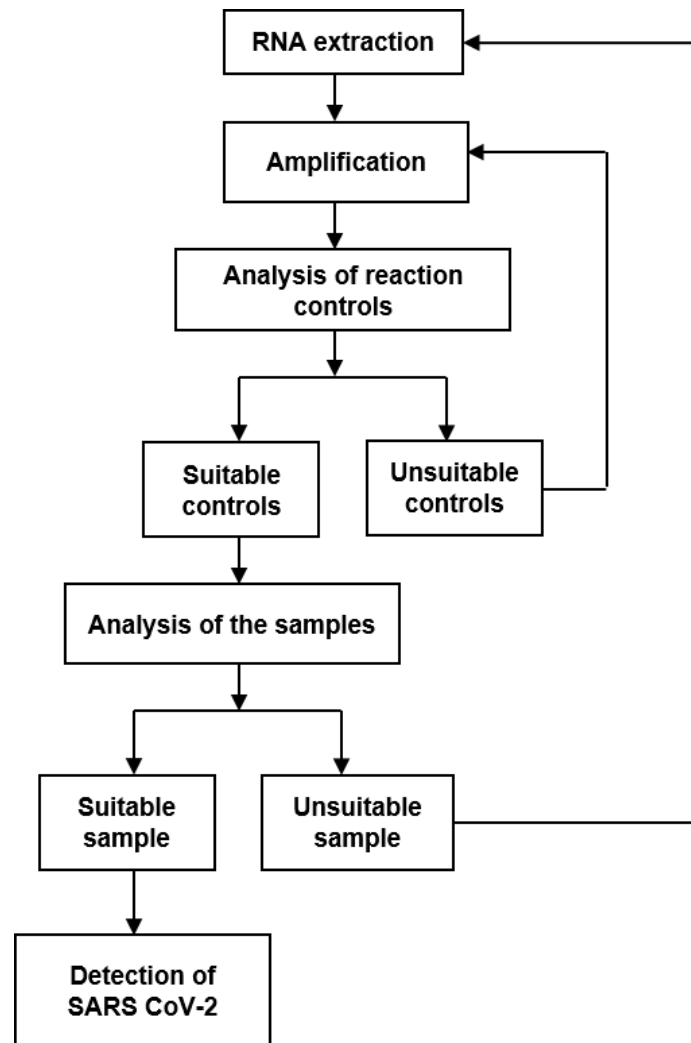 RNA extraction
Amplification
Analysis of reaction
controls
Suitable
controls
Unsuitable
controls
Analysis of the samples
Suitable
sample
Unsuitable
sample
Detection of
SARS CoV-2